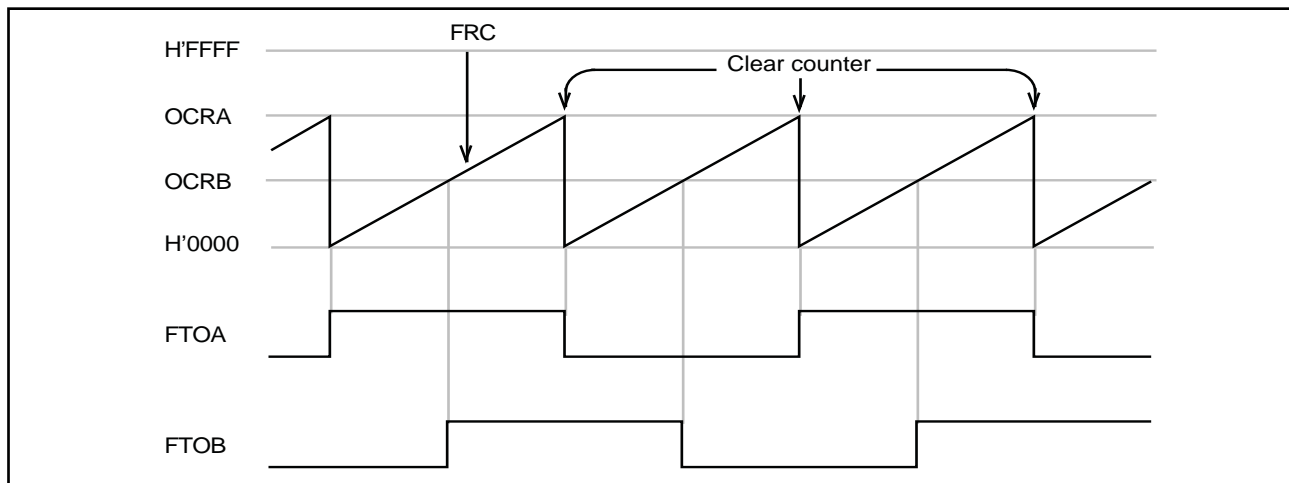 FRC
H'FFFF
Clear counter
OCRA
OCRB
H'0000
FTOA
FTOB